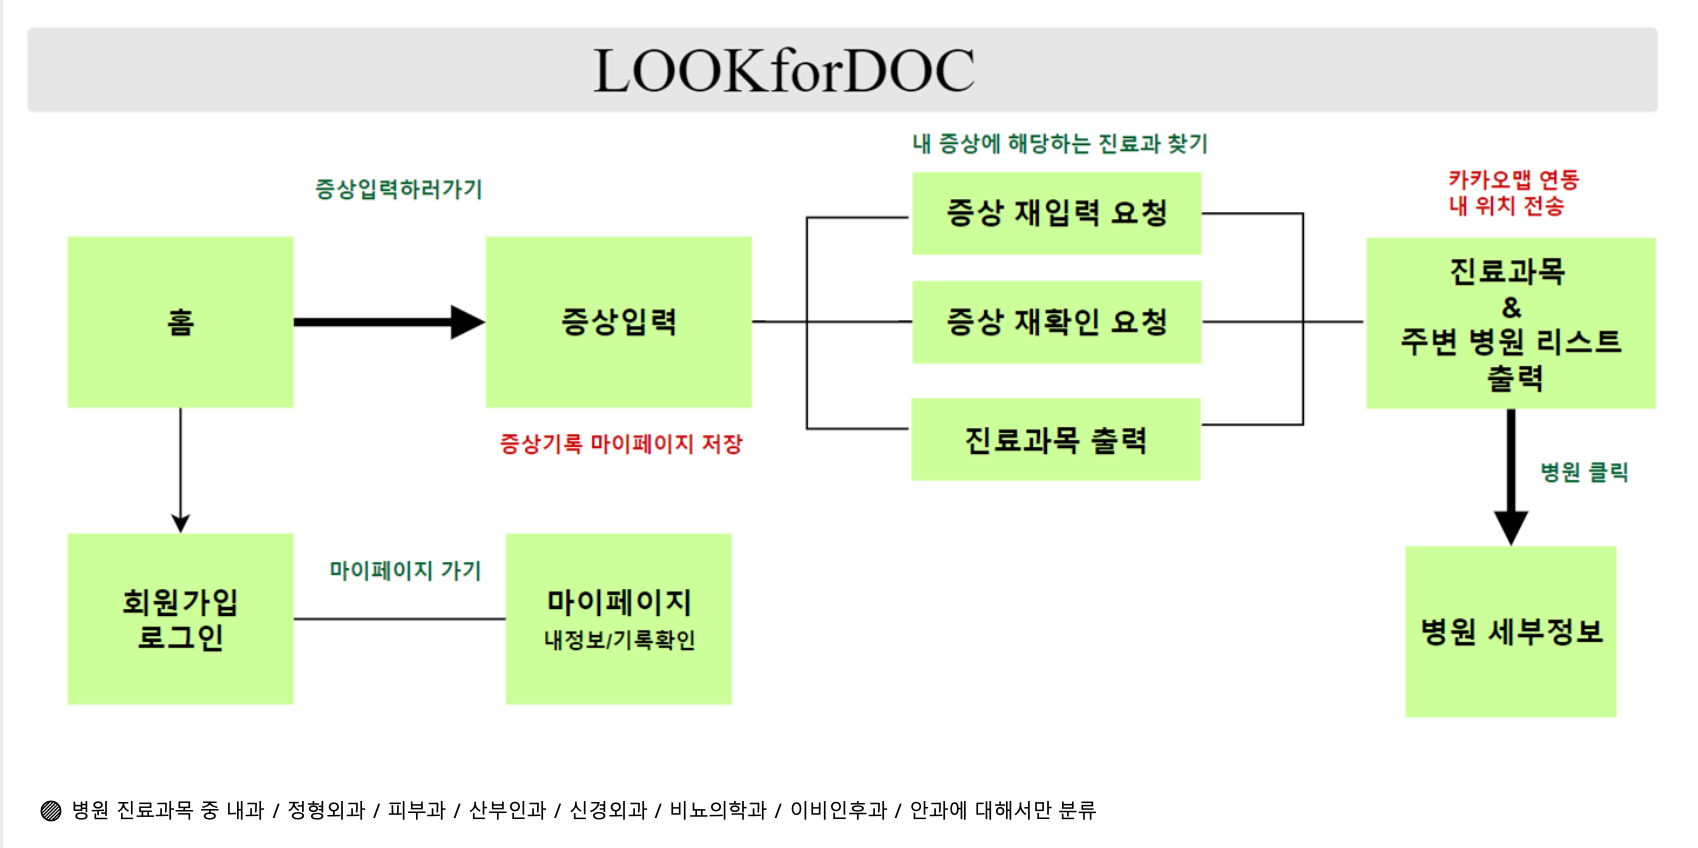 LOOKforDOC
내 증상에 해당하는 진료과 찾기
증상입력하러가기
카카오맵 연동
내 위치 전송
홈
증상입력
증상 재입력 요청
증상 재확인 요청
진료과목 출력
진료과목
&
주변 병원 리스트
출력
증상기록 마이페이지 저장
병원 클릭
회원가입
로그인
마이페이지 가기
마이페이지
내정보/기록확인
병원 세부정보
병원 진료과목 중 내과 / 정형외과 / 피부과 / 산부인과 / 신경외과 / 비뇨의학과 / 이비인후과 / 안과에 대해서만 분류